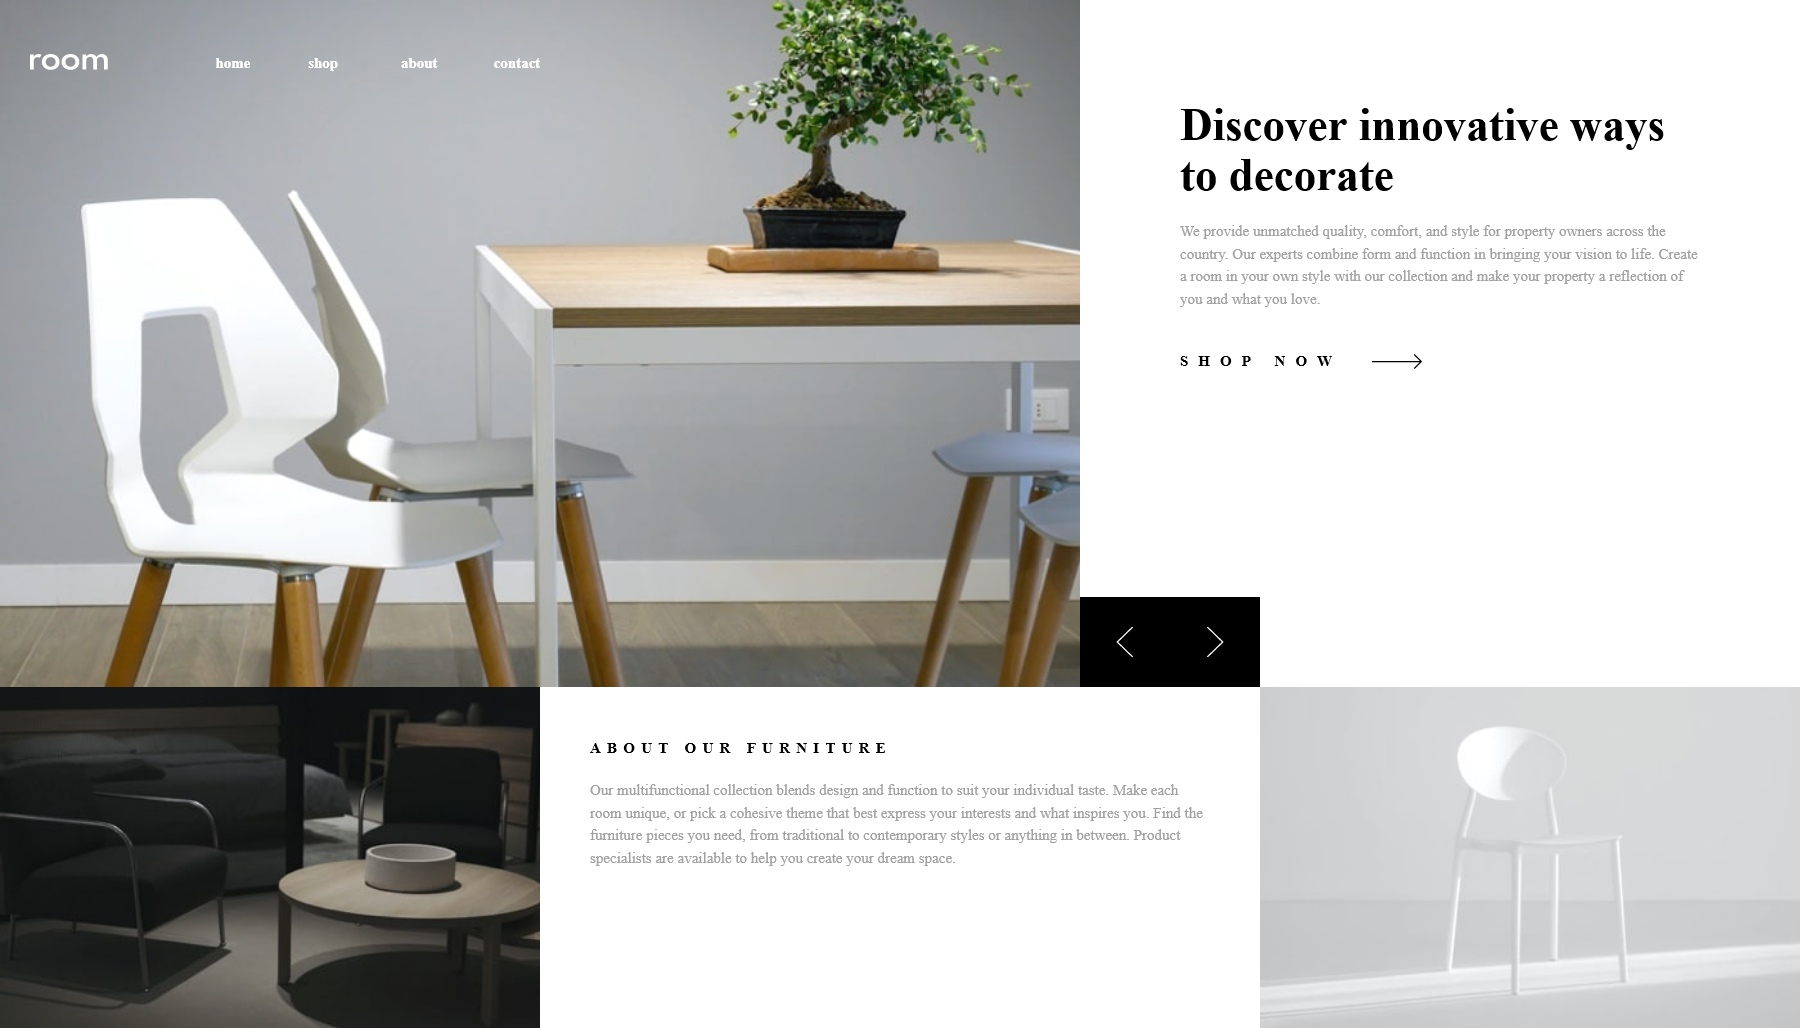 room
home
shop
about
contact
Discover innovative ways
to decorate
We provide unmatched quality, comfort, and style for property owners across the
country. Our experts combine form and function in bringing your vision to life. Create
a room in your own style with our collection and make your property a reflection of
you and what you love.
SHOP NOW
ABOUT OUR FURNITURE
Our multifunctional collection blends design and function to suit your individual taste. Make each
room unique, or pick a cohesive theme that best express your interests and what inspires you. Find the
furniture pieces you need, from traditional to contemporary styles or anything in between. Product
specialists are available to help you create your dream space.